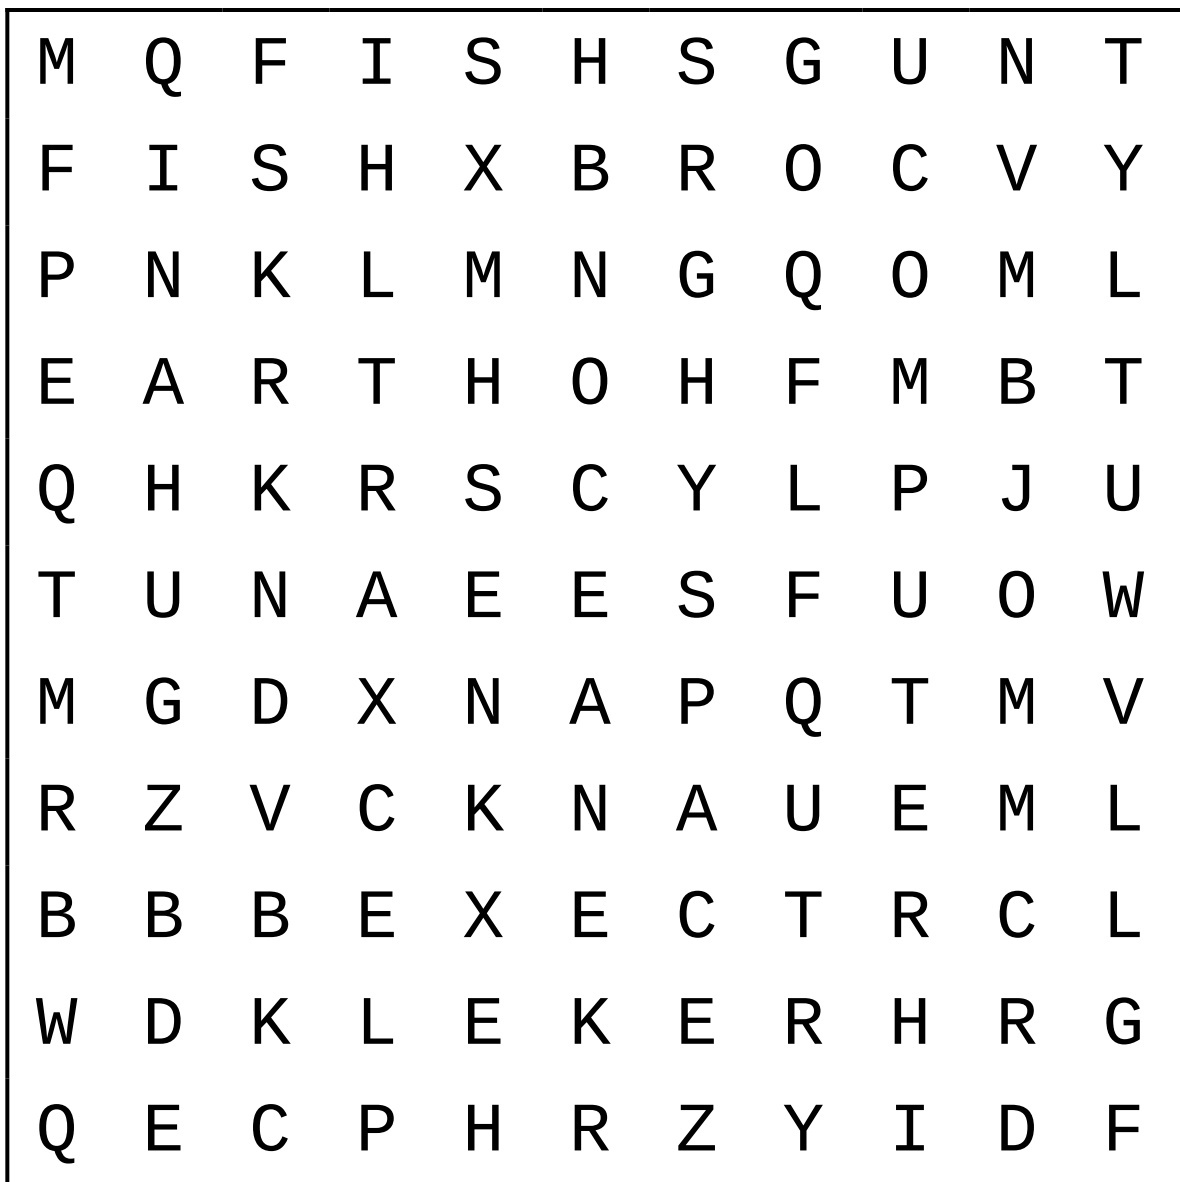 M Q F I S H S G U N T
F I S H X B R O C V Y
P N K L M N G Q O M L
E A R T H O H F M B T
Q H K R S C Y L P J U
T U N A E E S F U O W
M G D X N A P Q T M V
R Z V C K N A U E M L
B B B E X E C T R C L
W D K L E K E R H R G
Q E C P H R Z Y I D F